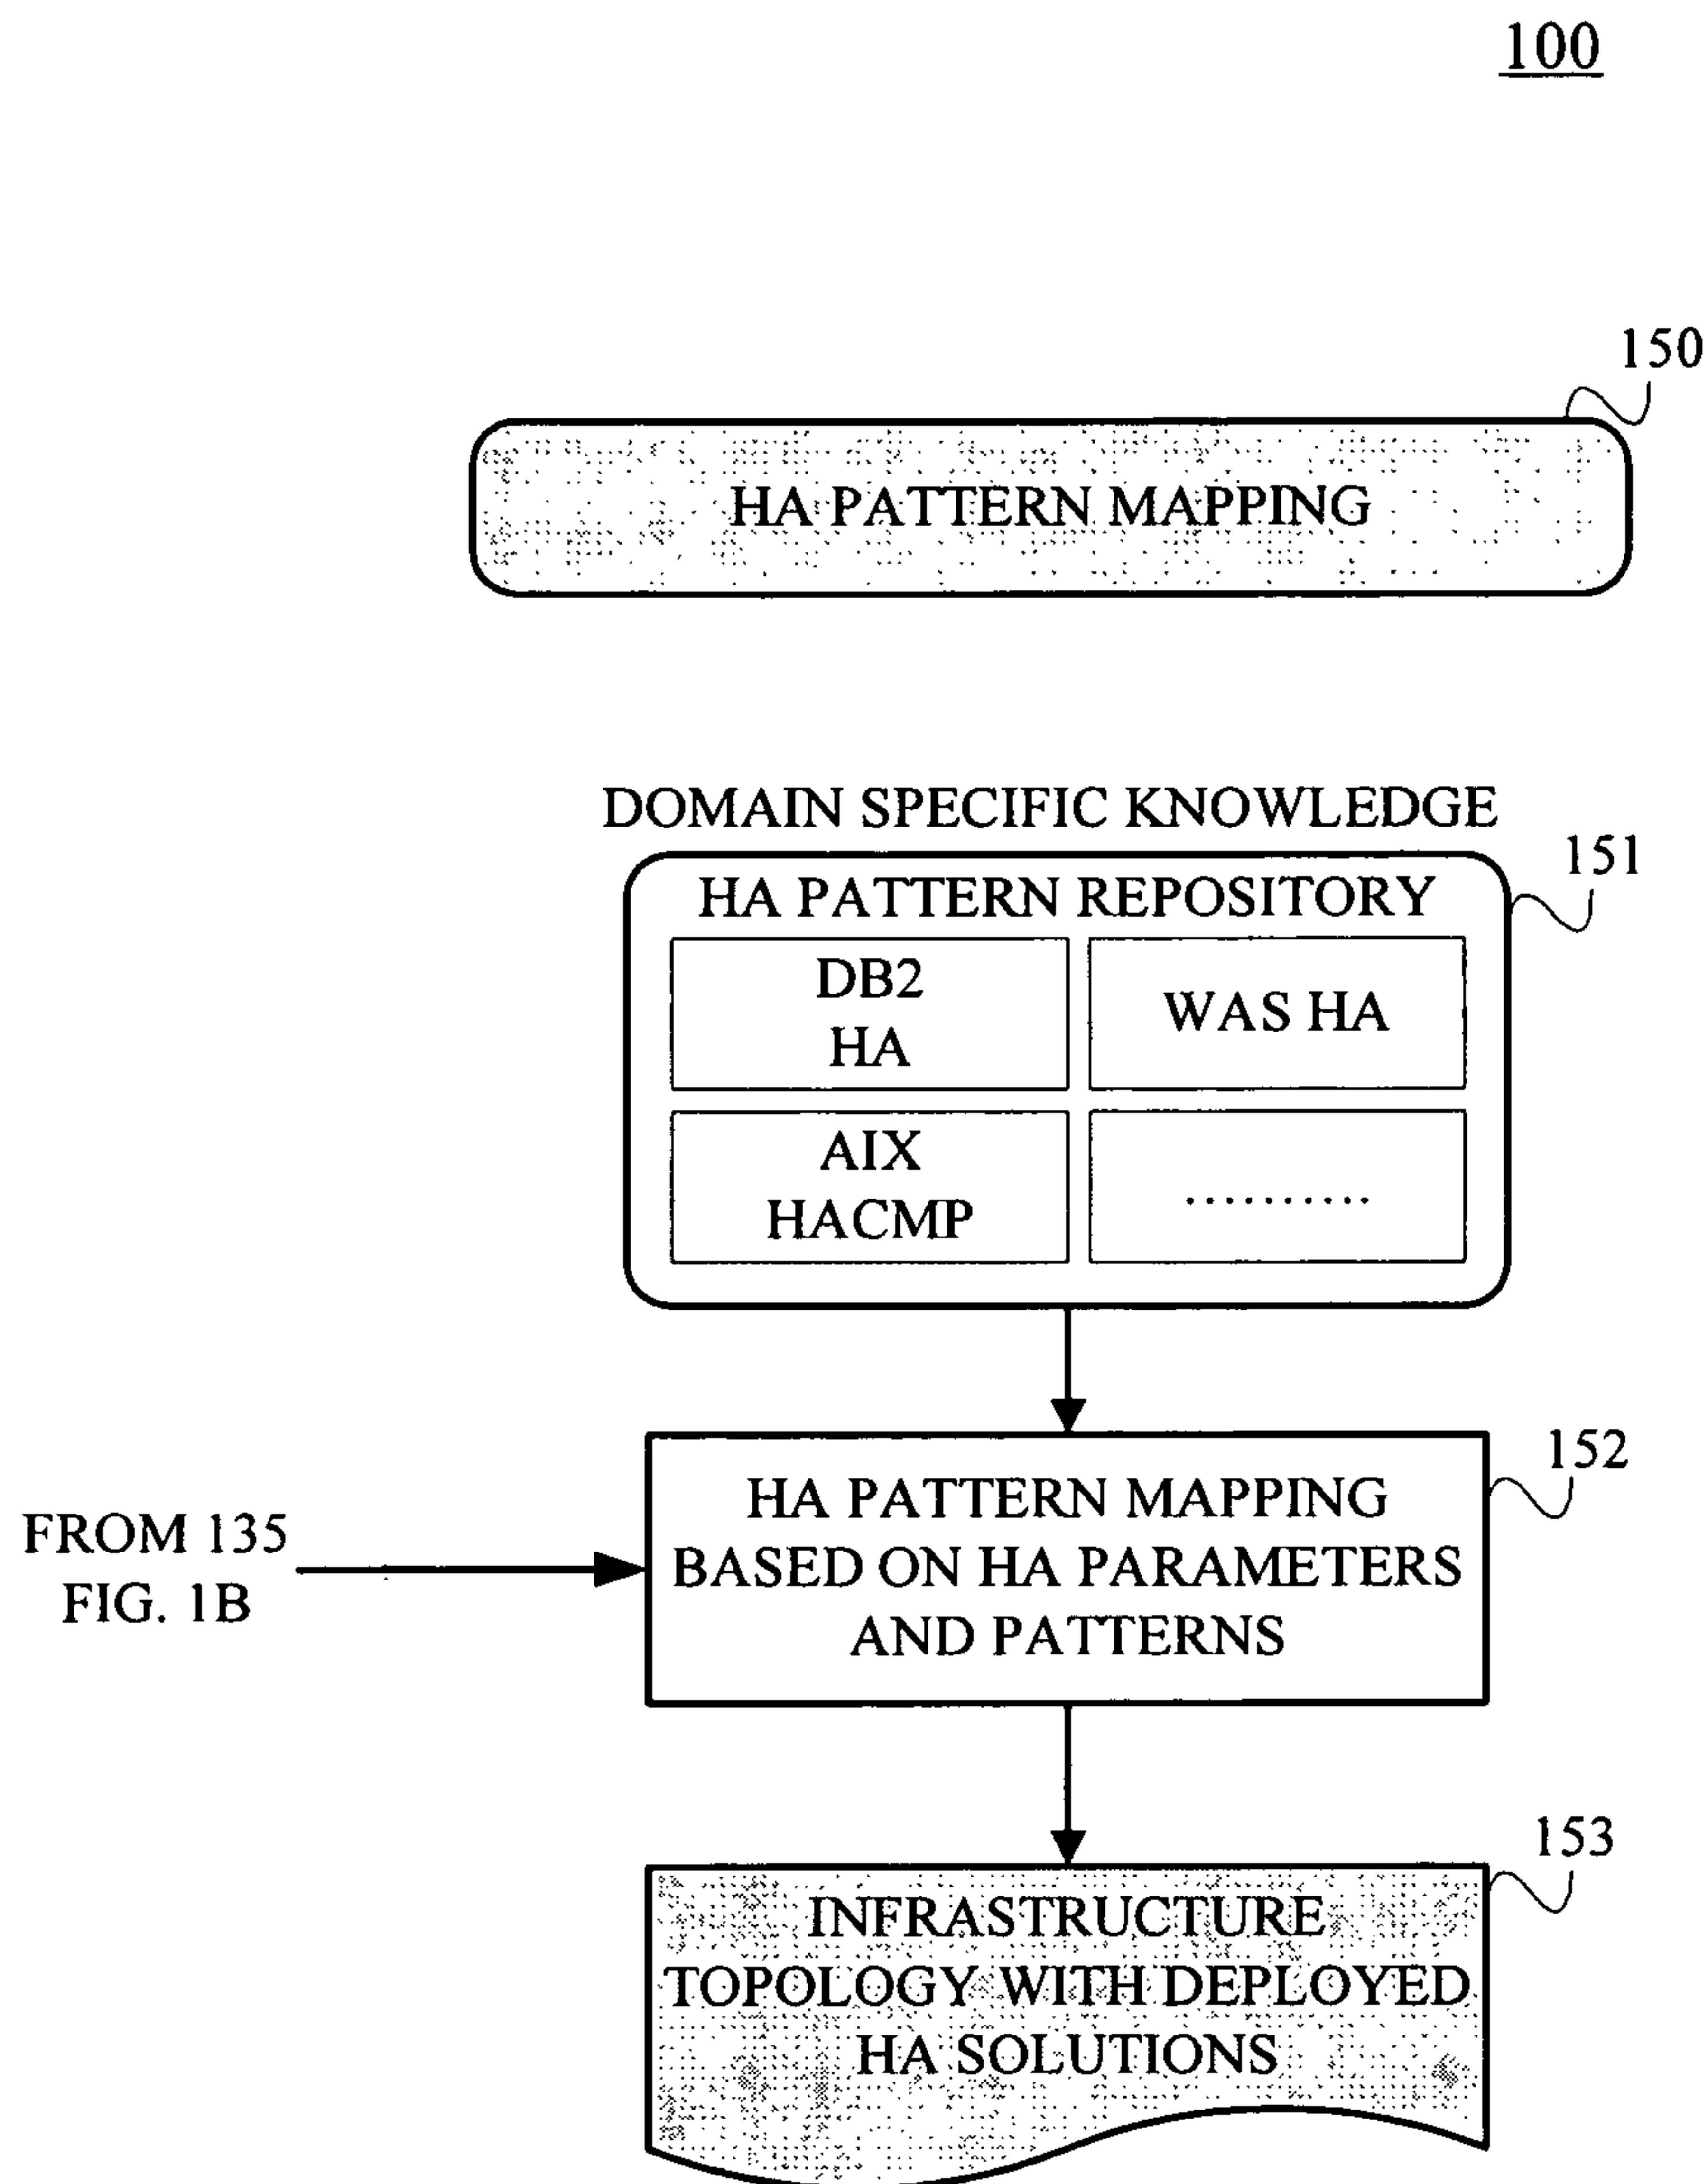 100
150
HA PATTERN MAPPING
DOMAIN SPECIFIC KNOWLEDGE
151
HA PATTERN REPOSITORY
DB2
HA
WAS HA
AIX
HACMP
..........
152
HA PATTERN MAPPING
BASED ON HA PARAMETERS
AND PATTERNS
FROM 135
FIG. 1B
153
INFRASTRUCTURE
TOPOLOGY WITH DEPLOYED
HA SOLUTIONS